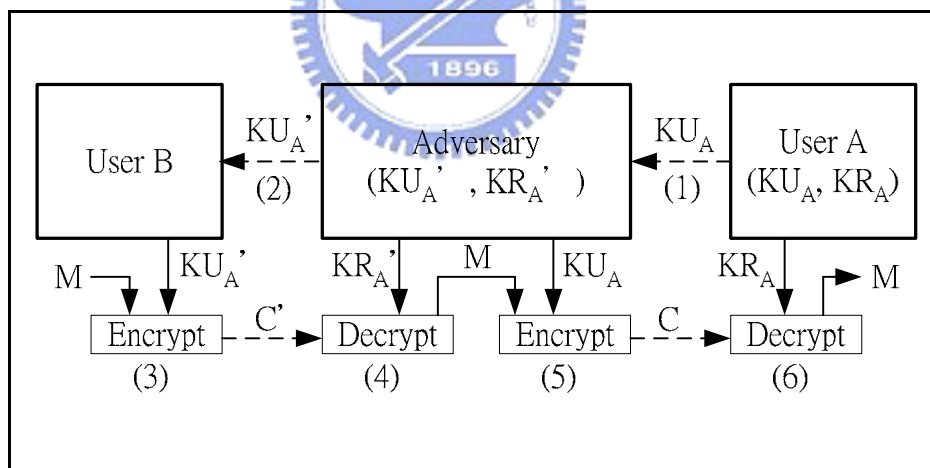 1896
User B
KU_A’
(2)
Adversary
(KU_A’ , KR_A’ )
KU_A
(1)
User A
(KU_A, KR_A)
M
KU_A’
KR_A’
M
KU_A
KR_A
M
Encrypt
C’
Decrypt
Encrypt
C
Decrypt
(3)
(4)
(5)
(6)